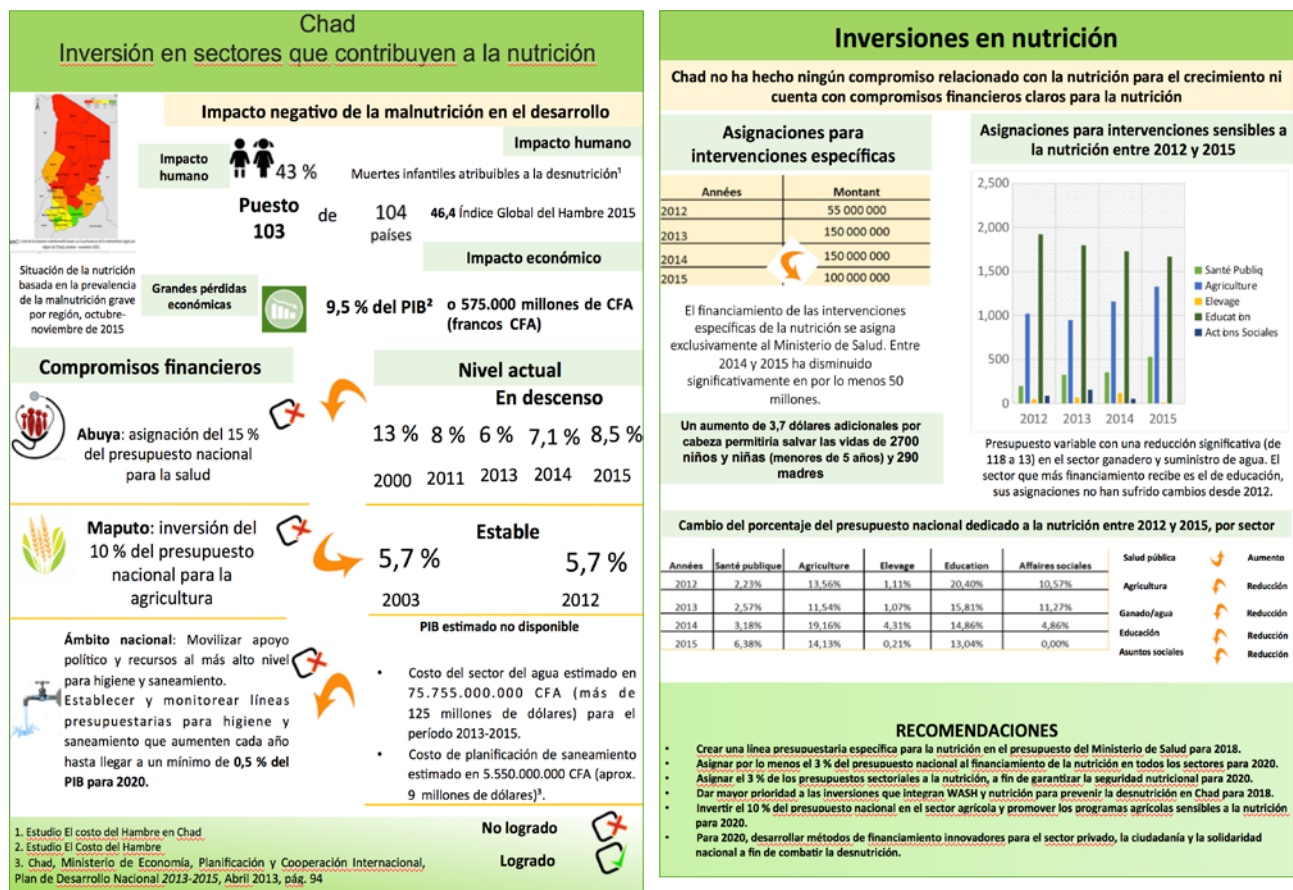 Chad
Inversión en sectores que contribuyen a la nutrición
Impacto negativo de la malnutrición en el desarrollo
Impacto humano
Impacto
humano
43 %
Muertes infantiles atribuibles a la desnutrición¹
Puesto
103
de
104
países
46,4 Índice Global del Hambre 2015
Situación de la nutrición
basada en la prevalencia
de la malnutrición grave
por región, octubre-
noviembre de 2015
Impacto económico
Grandes pérdidas
económicas
9,5 % del PIB²
o 575.000 millones de CFA
(francos CFA)
Compromisos financieros
Nivel actual
En descenso
Abuya: asignación del 15 %
del presupuesto nacional
para la salud
13 % 8 % 6 % 7,1 % 8,5 %
2000 2011 2013 2014 2015
Maputo: inversión del
10 % del presupuesto
nacional para la
agricultura
Estable
5,7 % 5,7 %
2003 2012
Ámbito nacional: Movilizar apoyo
político y recursos al más alto nivel
para higiene y saneamiento.
Establecer y monitorear líneas
presupuestarias para higiene y
saneamiento que aumenten cada año
hasta llegar a un mínimo de 0,5 % del
PIB para 2020.
PIB estimado no disponible
• Costo del sector del agua estimado en
75.755.000.000 CFA (más de
125 millones de dólares) para el
período 2013-2015.
• Costo de planificación de saneamiento
estimado en 5.550.000.000 CFA (aprox.
9 millones de dólares)³.
1. Estudio El costo del Hambre en Chad
2. Estudio El Costo del Hambre
3. Chad, Ministerio de Economía, Planificación y Cooperación Internacional,
Plan de Desarrollo Nacional 2013-2015, Abril 2013, pág. 94
No logrado
Logrado
Inversiones en nutrición
Chad no ha hecho ningún compromiso relacionado con la nutrición para el crecimiento ni
cuenta con compromisos financieros claros para la nutrición
Asignaciones para
intervenciones específicas
Années Montant
2012 55 000 000
2013 150 000 000
2014 150 000 000
2015 100 000 000
El financiamiento de las intervenciones
específicas de la nutrición se asigna
exclusivamente al Ministerio de Salud. Entre
2014 y 2015 ha disminuido
significativamente en por lo menos 50
millones.
Un aumento de 3,7 dólares adicionales por
cabeza permitiría salvar las vidas de 2700
niños y niñas (menores de 5 años) y 290
madres
Asignaciones para intervenciones sensibles a
la nutrición entre 2012 y 2015
2,500
2,000
1,500
1,000
500
0
2012 2013 2014 2015
Santé Publiq
Agriculture
Elevage
Education
Actions Sociales
Presupuesto variable con una reducción significativa (de
118 a 13) en el sector ganadero y suministro de agua. El
sector que más financiamiento recibe es el de educación,
sus asignaciones no han sufrido cambios desde 2012.
Cambio del porcentaje del presupuesto nacional dedicado a la nutrición entre 2012 y 2015, por sector
Années Santé publique Agriculture Elevage Education Affaires sociales
2012 2,23% 13,56% 1,11% 20,40% 10,57%
2013 2,57% 11,54% 1,07% 15,81% 11,27%
2014 3,18% 19,16% 4,31% 14,86% 4,86%
2015 6,38% 14,13% 0,21% 13,04% 0,00%
Salud pública Aumento
Agricultura Reducción
Ganado/agua Reducción
Educación Reducción
Asuntos sociales Reducción
RECOMENDACIONES
• Crear una línea presupuestaria específica para la nutrición en el presupuesto del Ministerio de Salud para 2018.
• Asignar por lo menos el 3 % del presupuesto nacional al financiamiento de la nutrición en todos los sectores para 2020.
• Asignar el 3 % de los presupuestos sectoriales a la nutrición, a fin de garantizar la seguridad nutricional para 2020.
• Dar mayor prioridad a las inversiones que integran WASH y nutrición para prevenir la desnutrición en Chad para 2018.
• Invertir el 10 % del presupuesto nacional en el sector agrícola y promover los programas agrícolas sensibles a la nutrición
para 2020.
• Para 2020, desarrollar métodos de financiamiento innovadores para el sector privado, la ciudadanía y la solidaridad
nacional a fin de combatir la desnutrición.